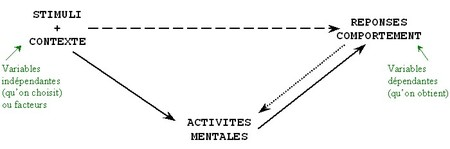 STIMULI
+
CONTEXTE
REPONSES
COMPORTEMENT
Variables
indépendantes
(qu'on choisit)
ou facteurs
Variables
dépendantes
(qu'on obtient)
ACTIVITES
MENTALES